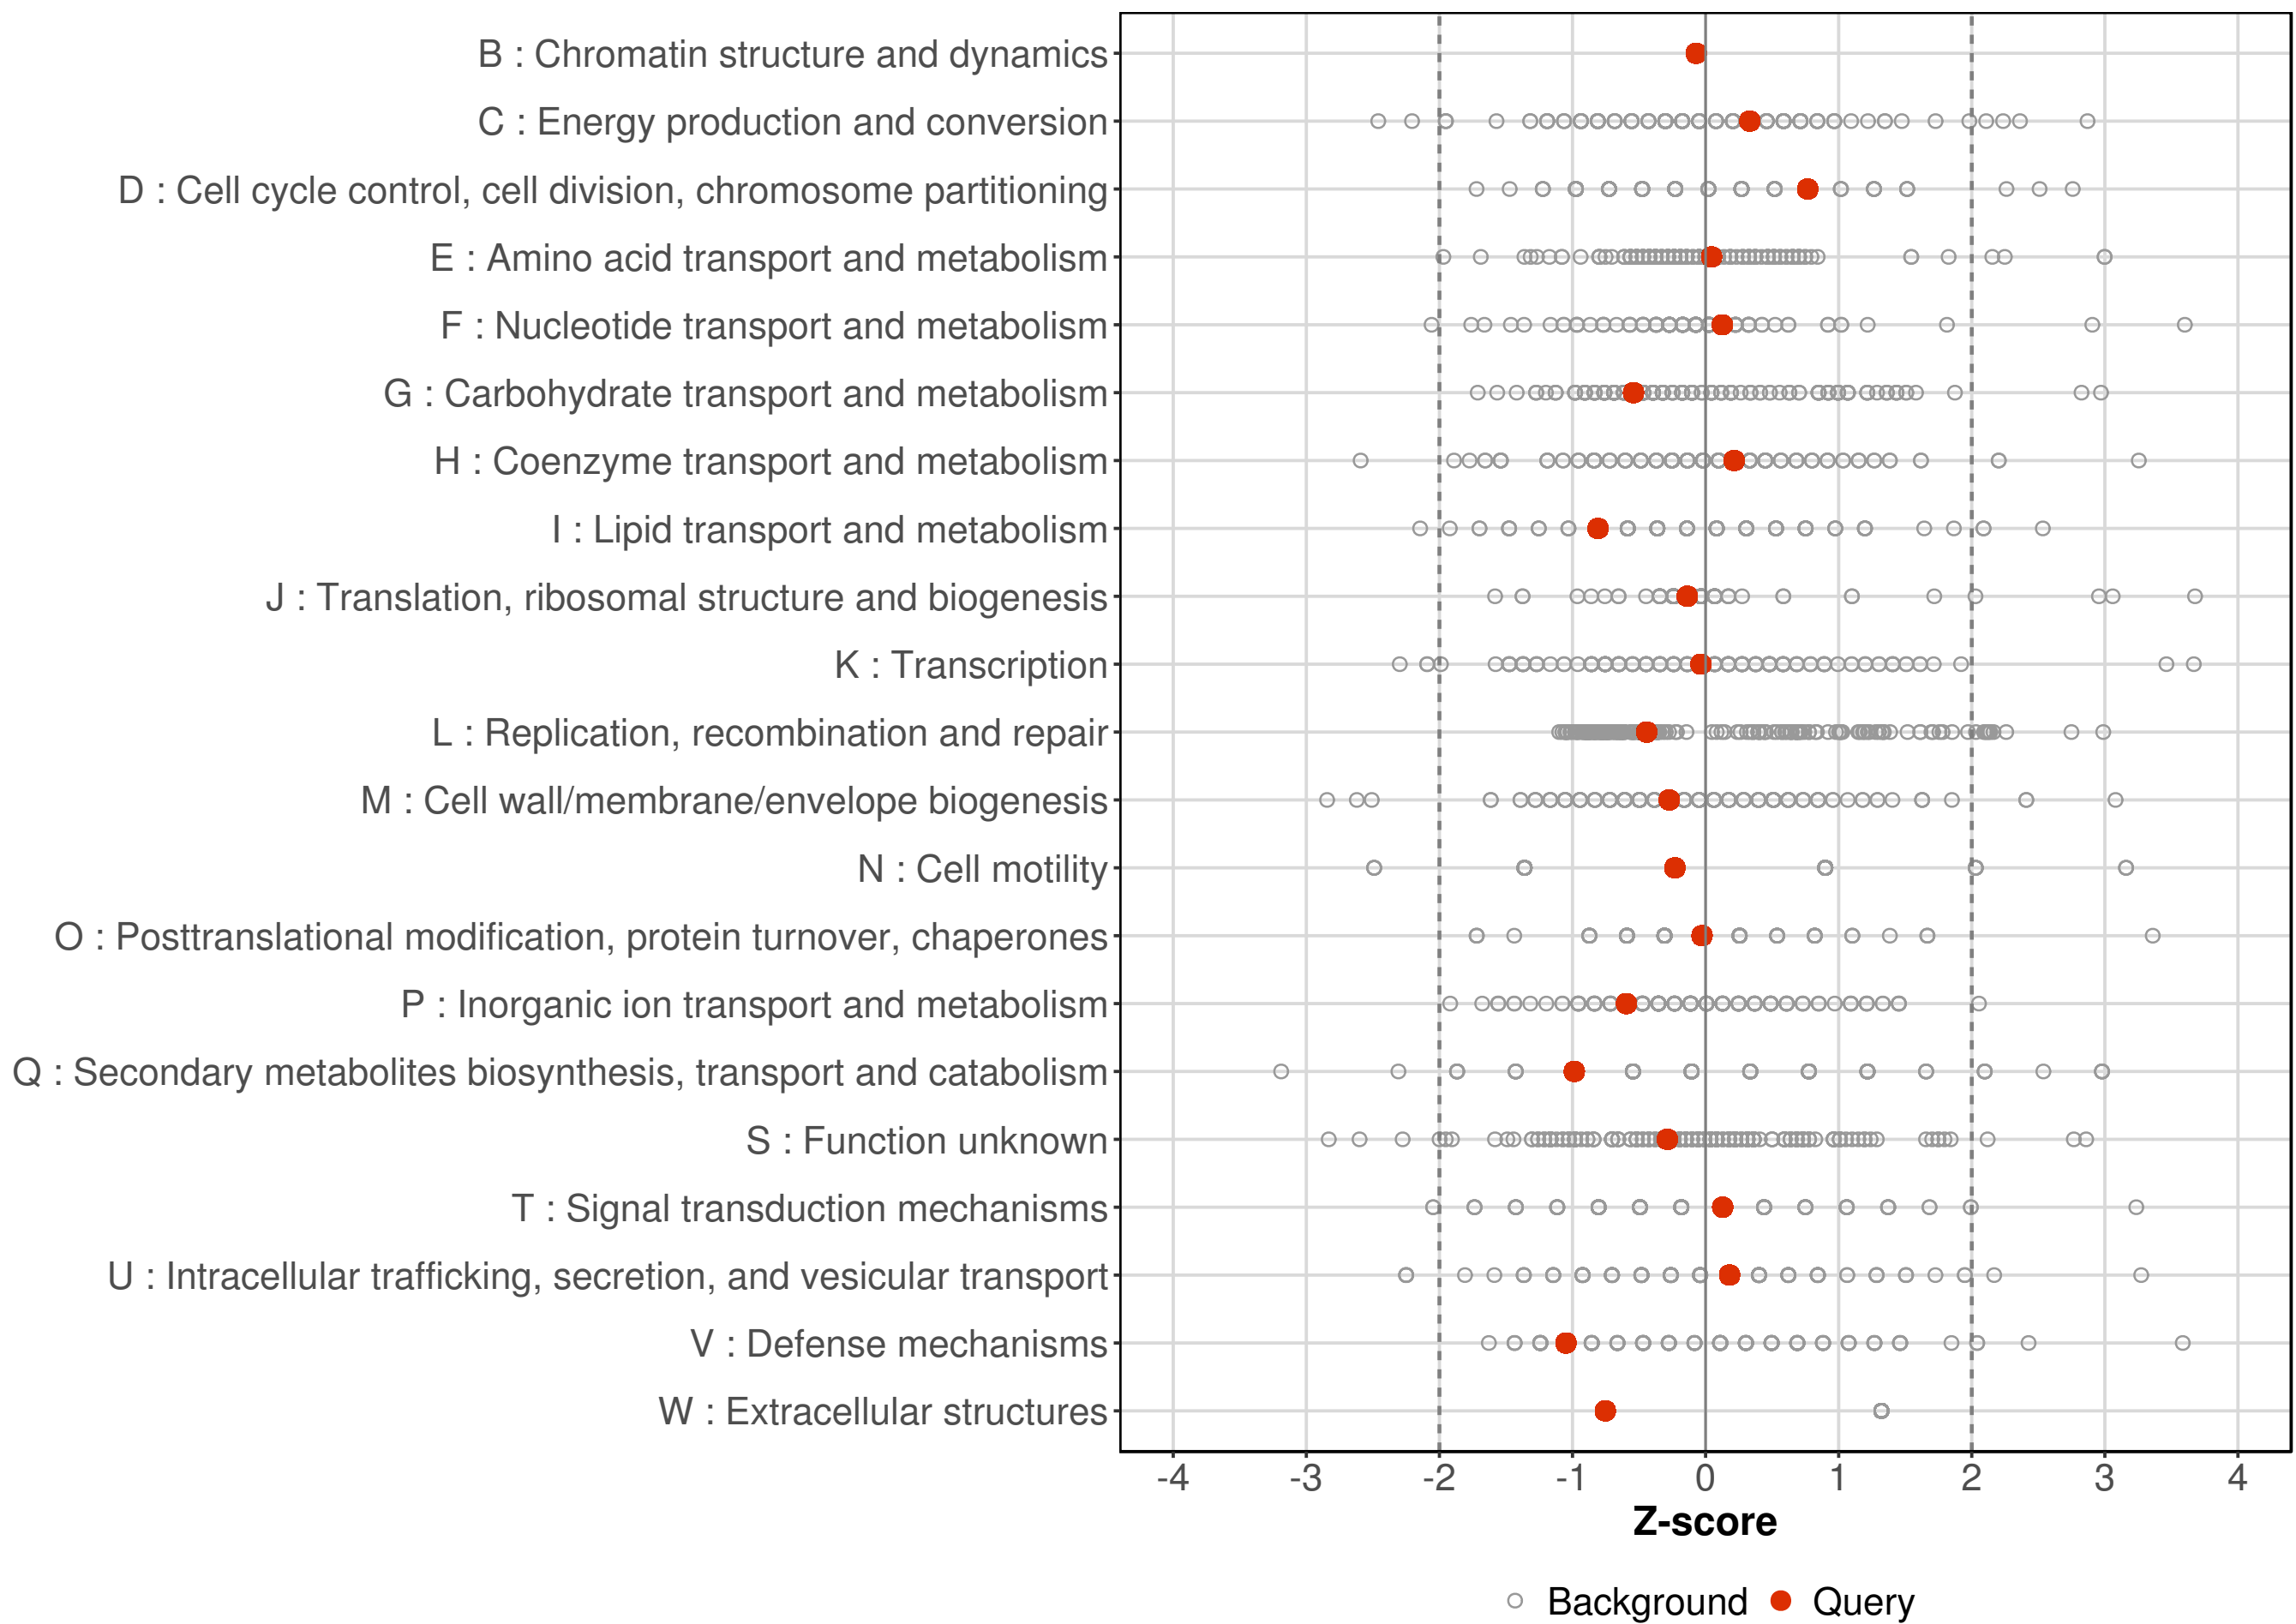 B : Chromatin structure and dynamics
C : Energy production and conversion
D : Cell cycle control, cell division, chromosome partitioning
E : Amino acid transport and metabolism
F : Nucleotide transport and metabolism
G : Carbohydrate transport and metabolism
H : Coenzyme transport and metabolism
I : Lipid transport and metabolism
J : Translation, ribosomal structure and biogenesis
K : Transcription
L : Replication, recombination and repair
M : Cell wall/membrane/envelope biogenesis
N : Cell motility
O : Posttranslational modification, protein turnover, chaperones
P : Inorganic ion transport and metabolism
Q : Secondary metabolites biosynthesis, transport and catabolism
S : Function unknown
T : Signal transduction mechanisms
U : Intracellular trafficking, secretion, and vesicular transport
V : Defense mechanisms
W : Extracellular structures
-4 -3 -2 -1 0 1 2 3 4
Z-score
Background Query